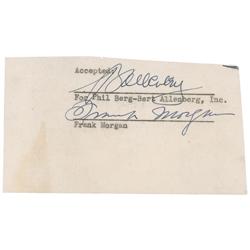 Accepted:
For Phil Berg-Bert Allenberg, Inc.
Frank Morgan
Frank Morgan